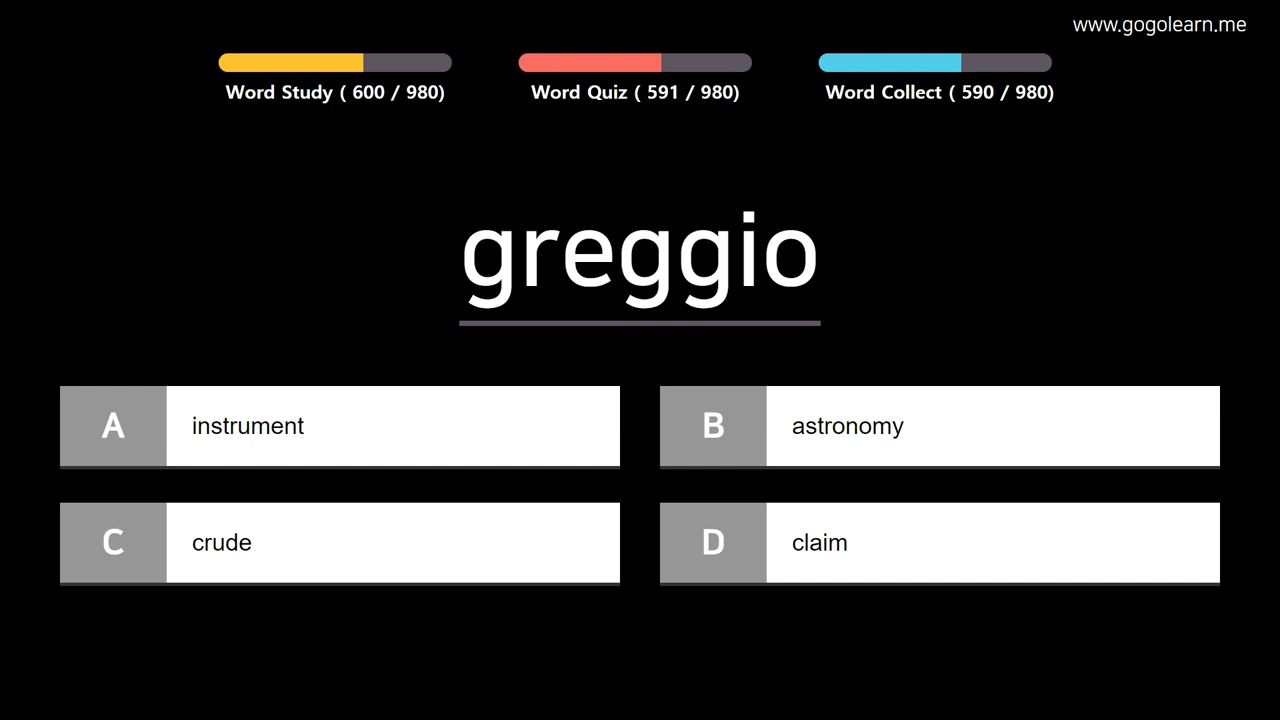 www.gogolearn.me
Word Study ( 600 / 980)
Word Quiz ( 591 / 980)
Word Collect ( 590 / 980)
greggio
A instrument
B astronomy
C crude
D claim